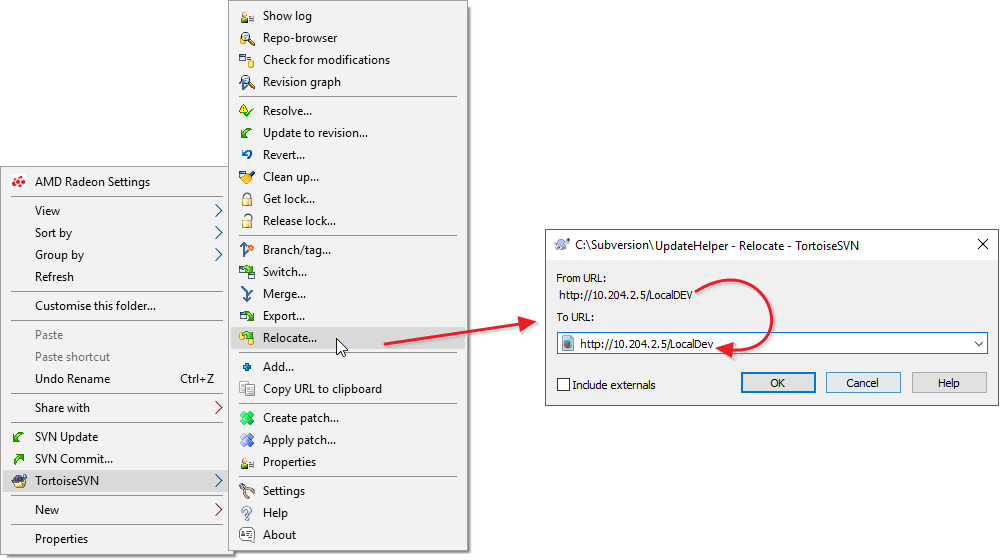 AMD Radeon Settings
View
Sort by
Group by
Refresh
Customise this folder...
Paste
Paste shortcut
Undo Rename Ctrl+Z
Share with
SVN Update
SVN Commit...
TortoiseSVN
New
Properties
Show log
Repo-browser
Check for modifications
Revision graph
Resolve...
Update to revision...
Revert...
Clean up...
Get lock...
Release lock...
Branch/tag...
Switch...
Merge...
Export...
Relocate...
Add...
Copy URL to clipboard
Create patch...
Apply patch...
Properties
Settings
Help
About
C:\Subversion\UpdateHelper - Relocate - TortoiseSVN
From URL:
http://10.204.2.5/LocalDEV
To URL:
http://10.204.2.5/LocalDev
Include externals
OK Cancel Help